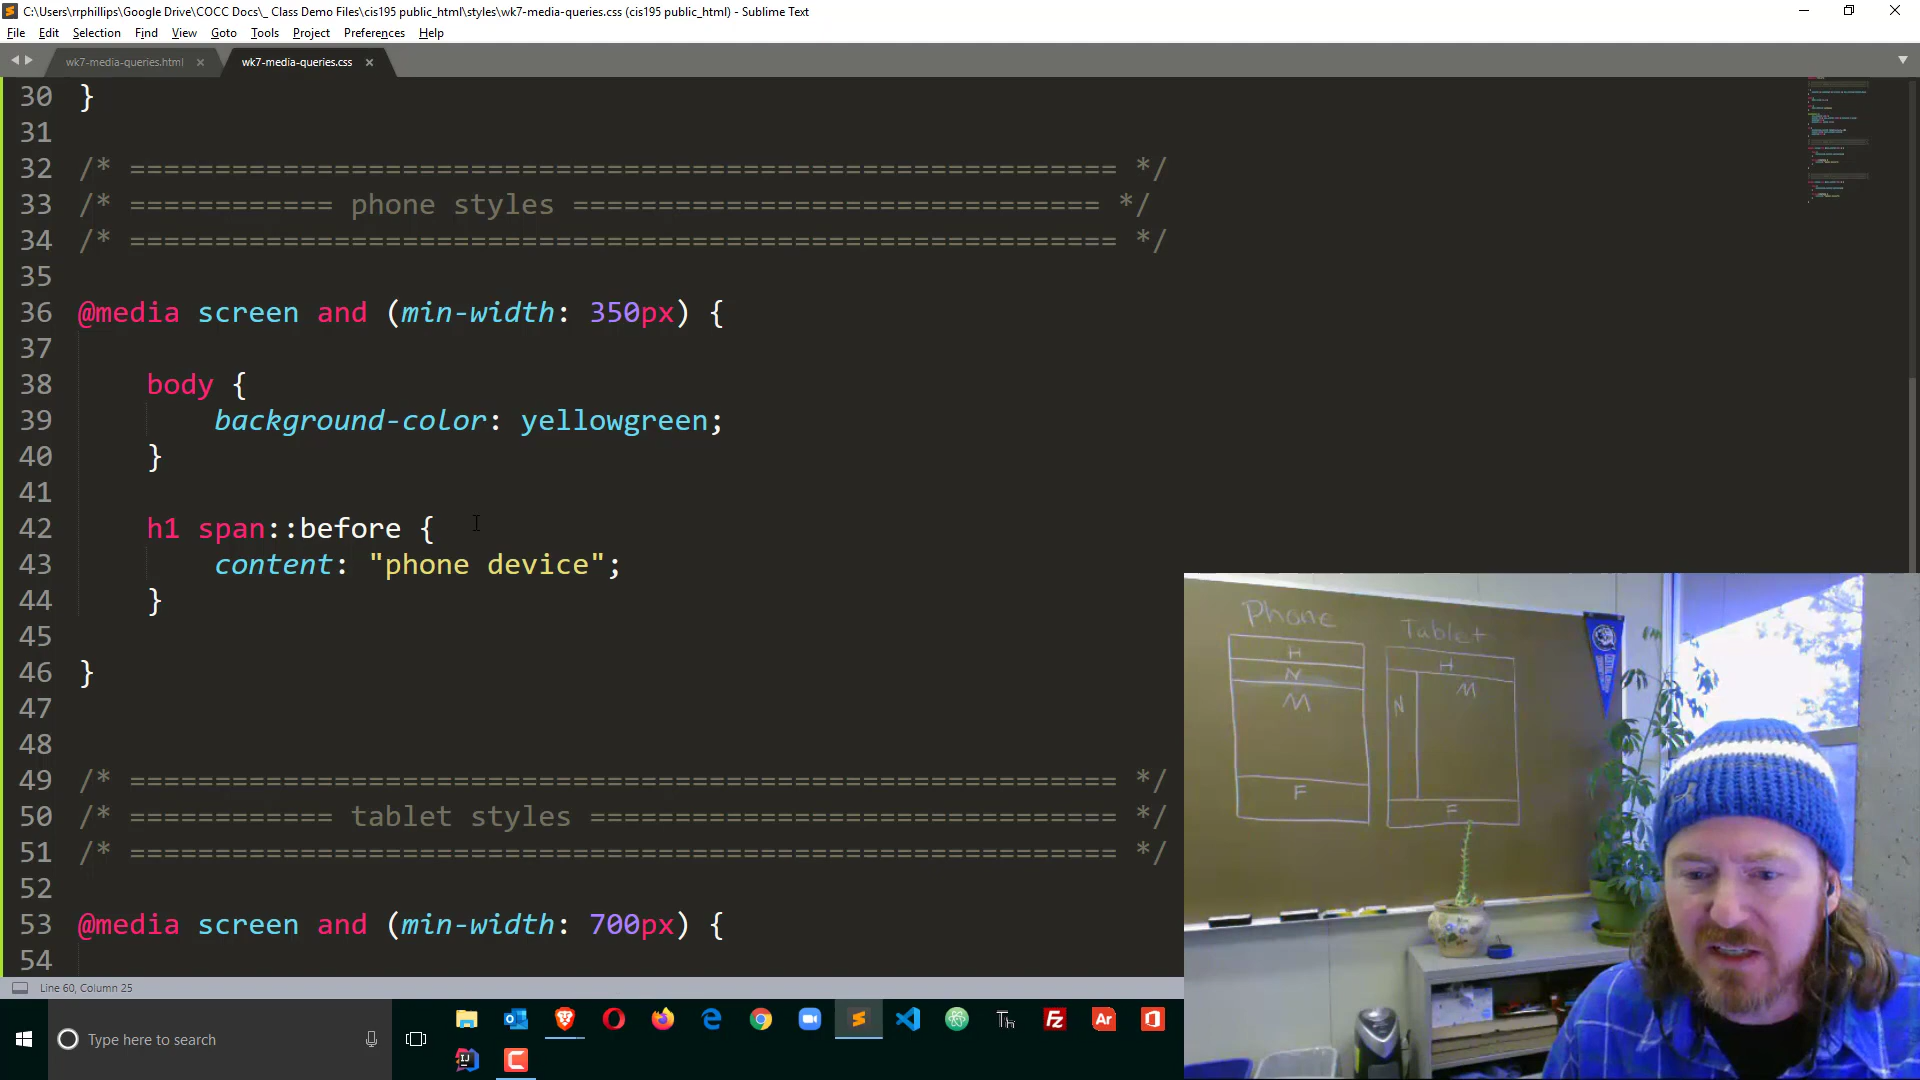 C:\Users\rrphillips\Google Drive\COCC Docs\_ Class Demo Files\cis195 public_html\styles\wk7-media-queries.css (cis195 public_html) - Sublime Text
File Edit Selection Find View Goto Tools Project Preferences Help
wk7-media-queries.html × wk7-media-queries.css ×
30 }
31
32 /* ========================================================== */
33 /* ============ phone styles =============================== */
34 /* ========================================================== */
35
36 @media screen and (min-width: 350px) {
37
38 body {
39 background-color: yellowgreen;
40 }
41
42 h1 span::before {
43 content: "phone device";
44 }
45
46 }
47
48
49 /* ========================================================== */
50 /* ============ tablet styles =============================== */
51 /* ========================================================== */
52
53 @media screen and (min-width: 700px) {
54
Phone
H
N
M
F
Tablet
H
N M
F
Line 60, Column 25
Type here to search
Th
Fz
Ar
IJ